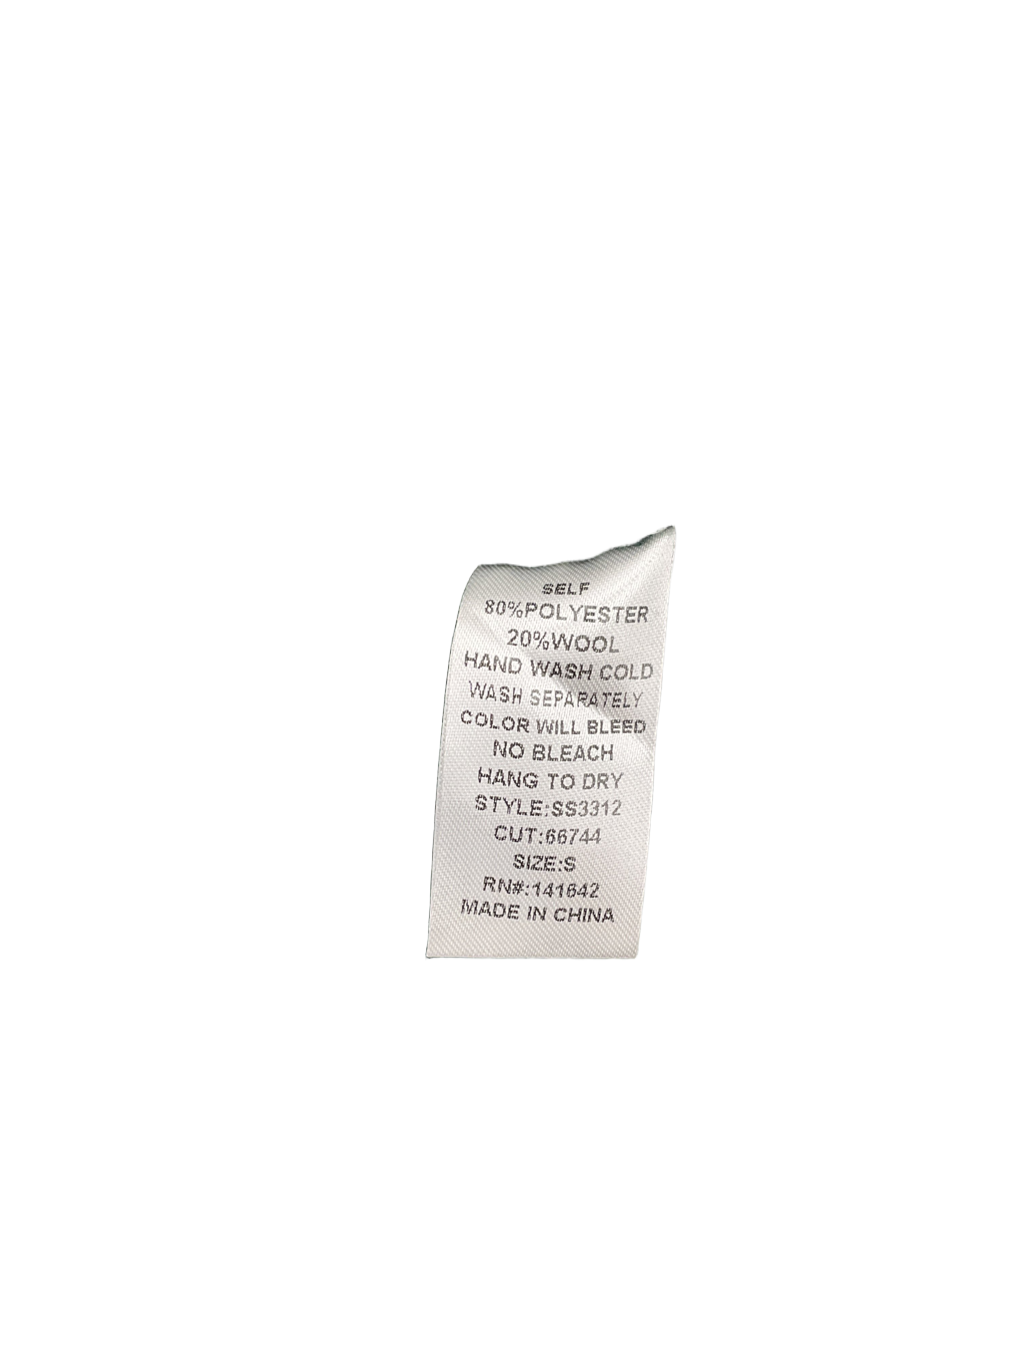 SELF
80%POLYESTER
20%WOOL
HAND WASH COLD
WASH SEPARATELY
COLOR WILL BLEED
NO BLEACH
HANG TO DRY
STYLE:SS3312
CUT:66744
SIZE:S
RN#:141642
MADE IN CHINA